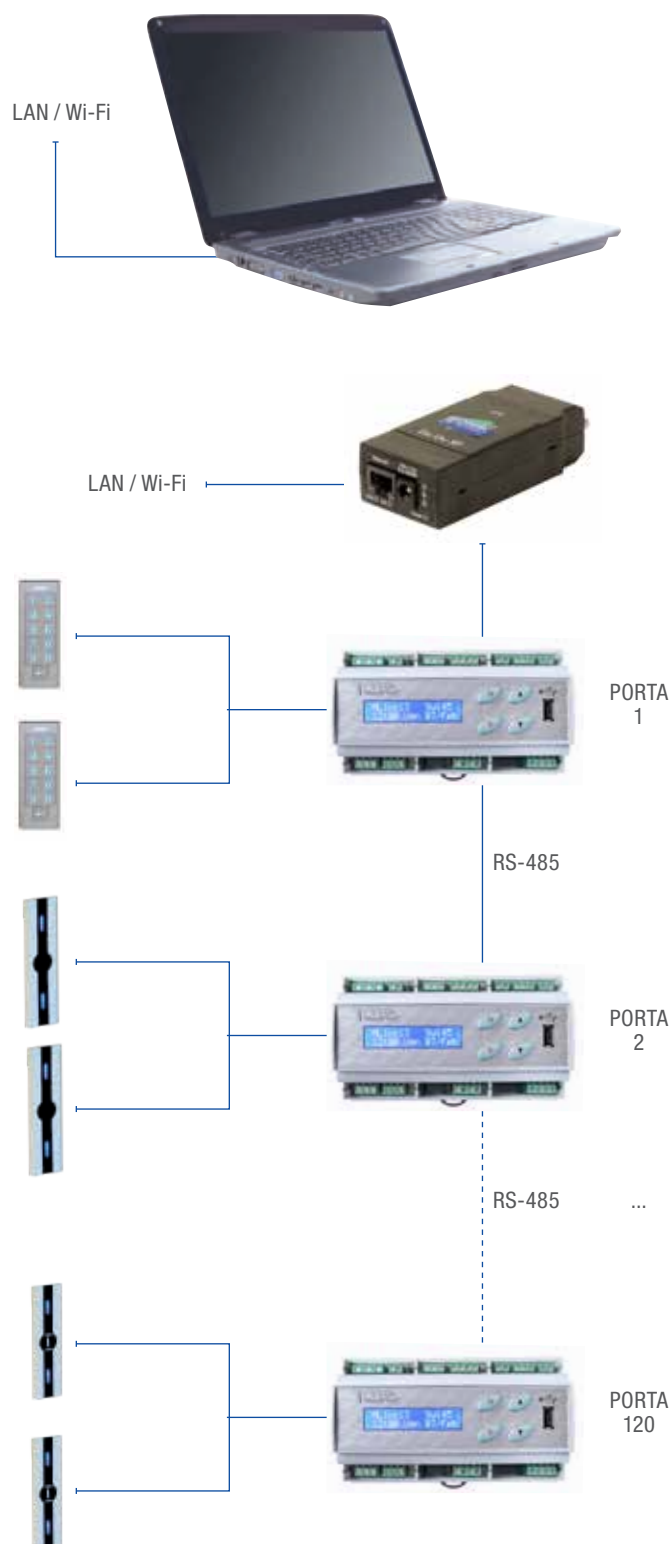 LAN / Wi-Fi
LAN / Wi-Fi
PORTA
1
RS-485
PORTA
2
RS-485
...
PORTA
120